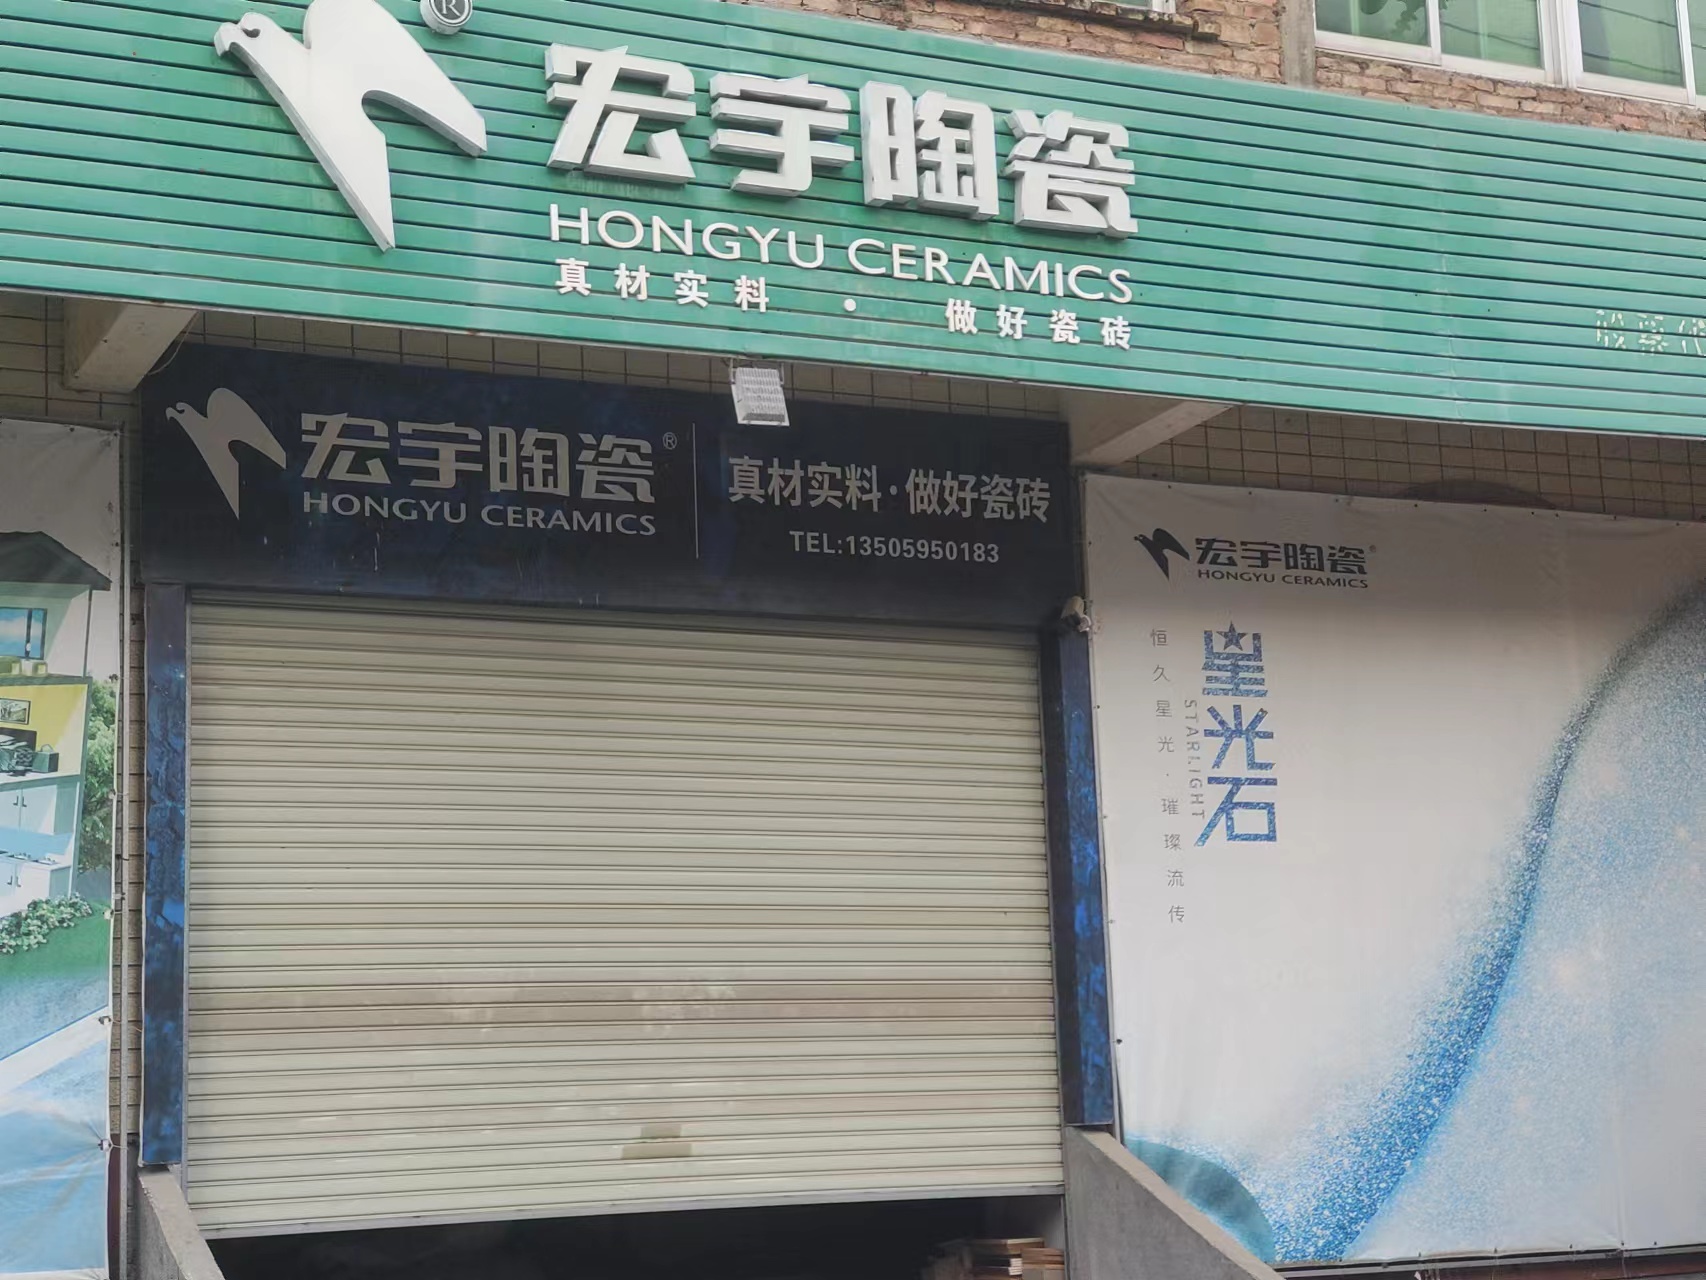 ®
宏宇陶瓷
HONGYU CERAMICS
真材实料 · 做好瓷砖
宏宇陶瓷®
HONGYU CERAMICS
真材实料·做好瓷砖
TEL:13505950183
宏宇陶瓷®
HONGYU CERAMICS
星光石
STARLIGHT
恒久星光·璀璨流传